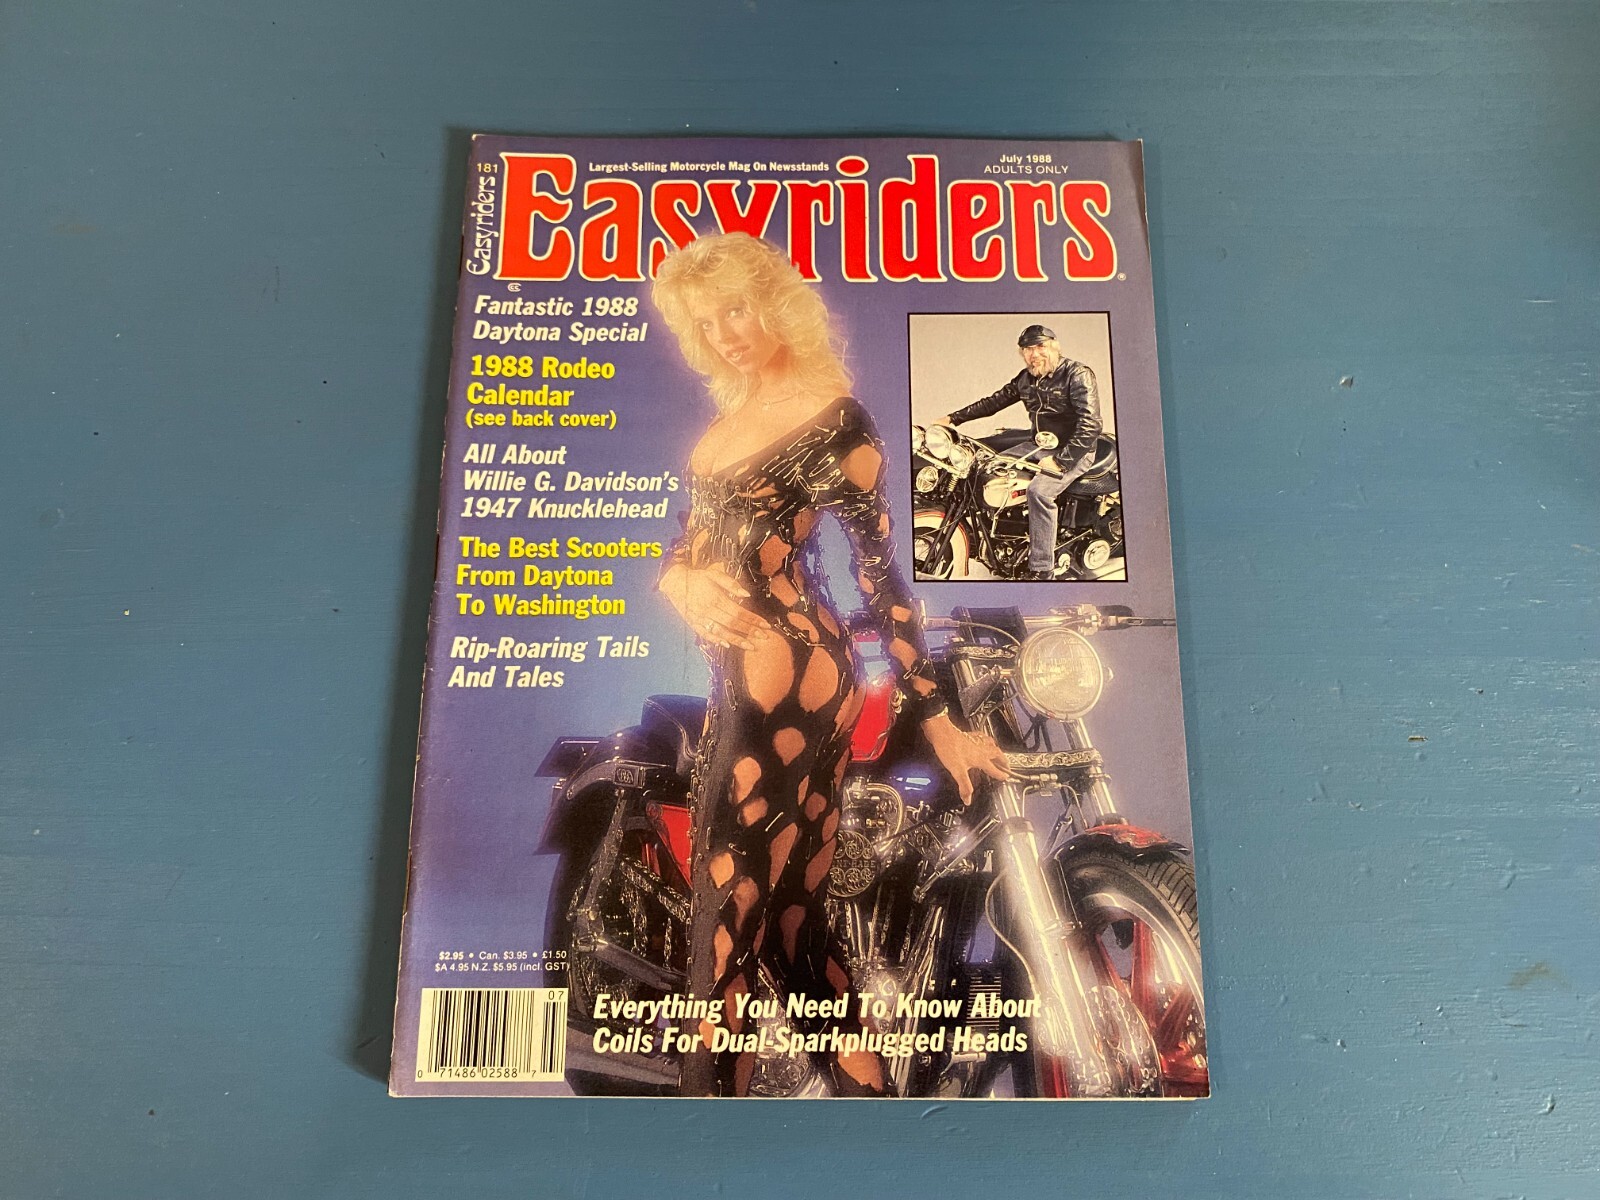 181
Easyriders
Largest-Selling Motorcycle Mag On Newsstands
July 1988
ADULTS ONLY
Easyriders®
Fantastic 1988
Daytona Special
1988 Rodeo
Calendar
(see back cover)
All About
Willie G. Davidson's
1947 Knucklehead
The Best Scooters
From Daytona
To Washington
Rip-Roaring Tails
And Tales
$2.95 • Can. $3.95 • £1.50
$A 4.95 N.Z. $5.95 (incl. GST)
07
0 71486 02588 7
Everything You Need To Know About
Coils For Dual-Sparkplugged Heads